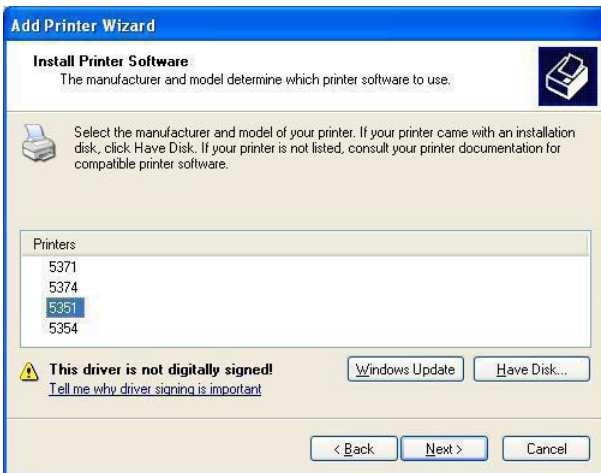 Add Printer Wizard
Install Printer Software
The manufacturer and model determine which printer software to use.
Select the manufacturer and model of your printer. If your printer came with an installation
disk, click Have Disk. If your printer is not listed, consult your printer documentation for
compatible printer software.
Printers
5371
5374
5351
5354
This driver is not digitally signed!
Tell me why driver signing is important
Windows Update
Have Disk...
< Back
Next >
Cancel